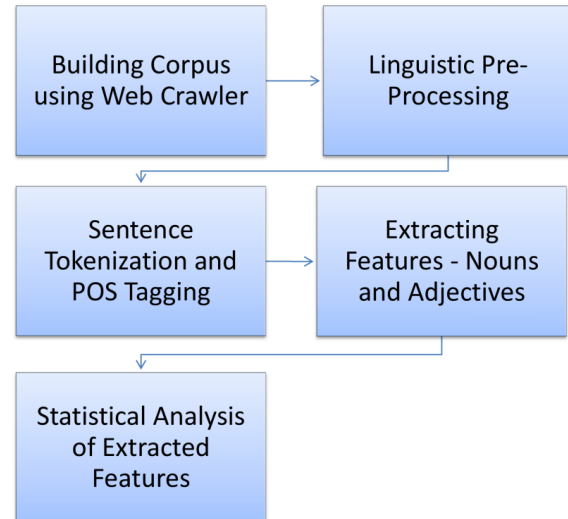 Building Corpus
using Web Crawler
Linguistic Pre-
Processing
Sentence
Tokenization and
POS Tagging
Extracting
Features - Nouns
and Adjectives
Statistical Analysis
of Extracted
Features